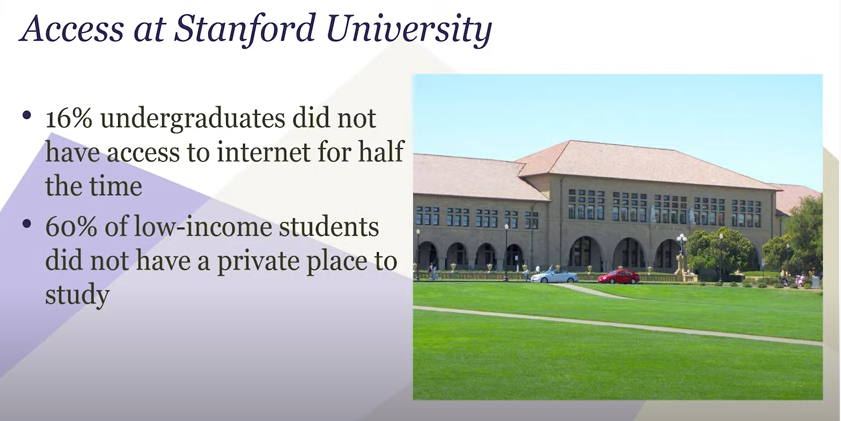 Access at Stanford University
• 16% undergraduates did not
have access to internet for half
the time
• 60% of low-income students
did not have a private place to
study